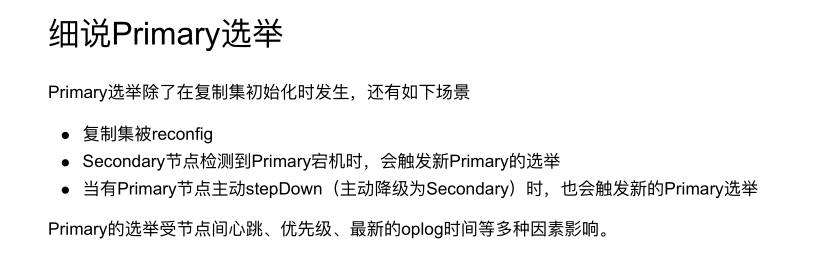 细说Primary选举
Primary选举除了在复制集初始化时发生，还有如下场景
● 复制集被reconfig
● Secondary节点检测到Primary宕机时，会触发新Primary的选举
● 当有Primary节点主动stepDown（主动降级为Secondary）时，也会触发新的Primary选举
Primary的选举受节点间心跳、优先级、最新的oplog时间等多种因素影响。